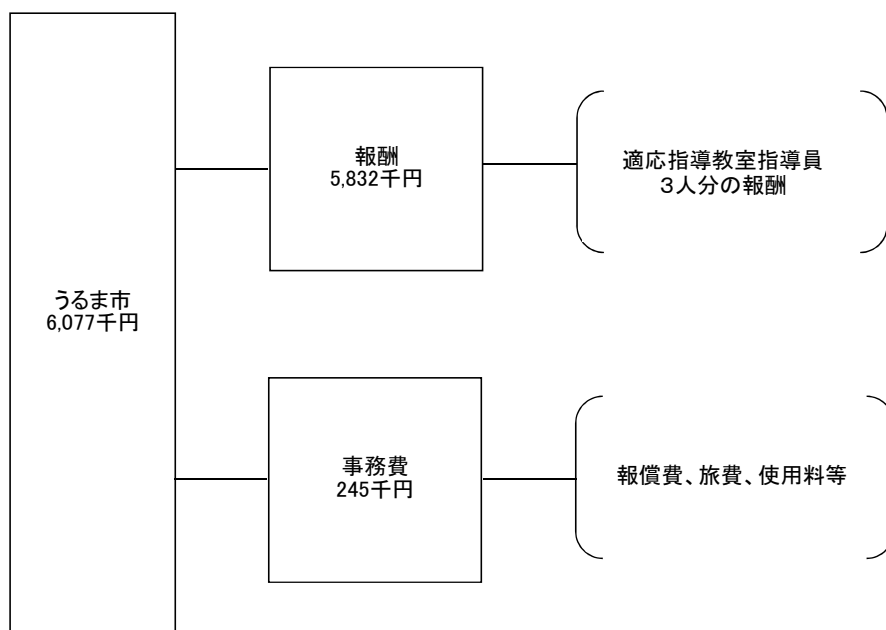 報酬
5,832千円
適応指導教室指導員
３人分の報酬
うるま市
6,077千円
事務費
245千円
報償費、旅費、使用料等